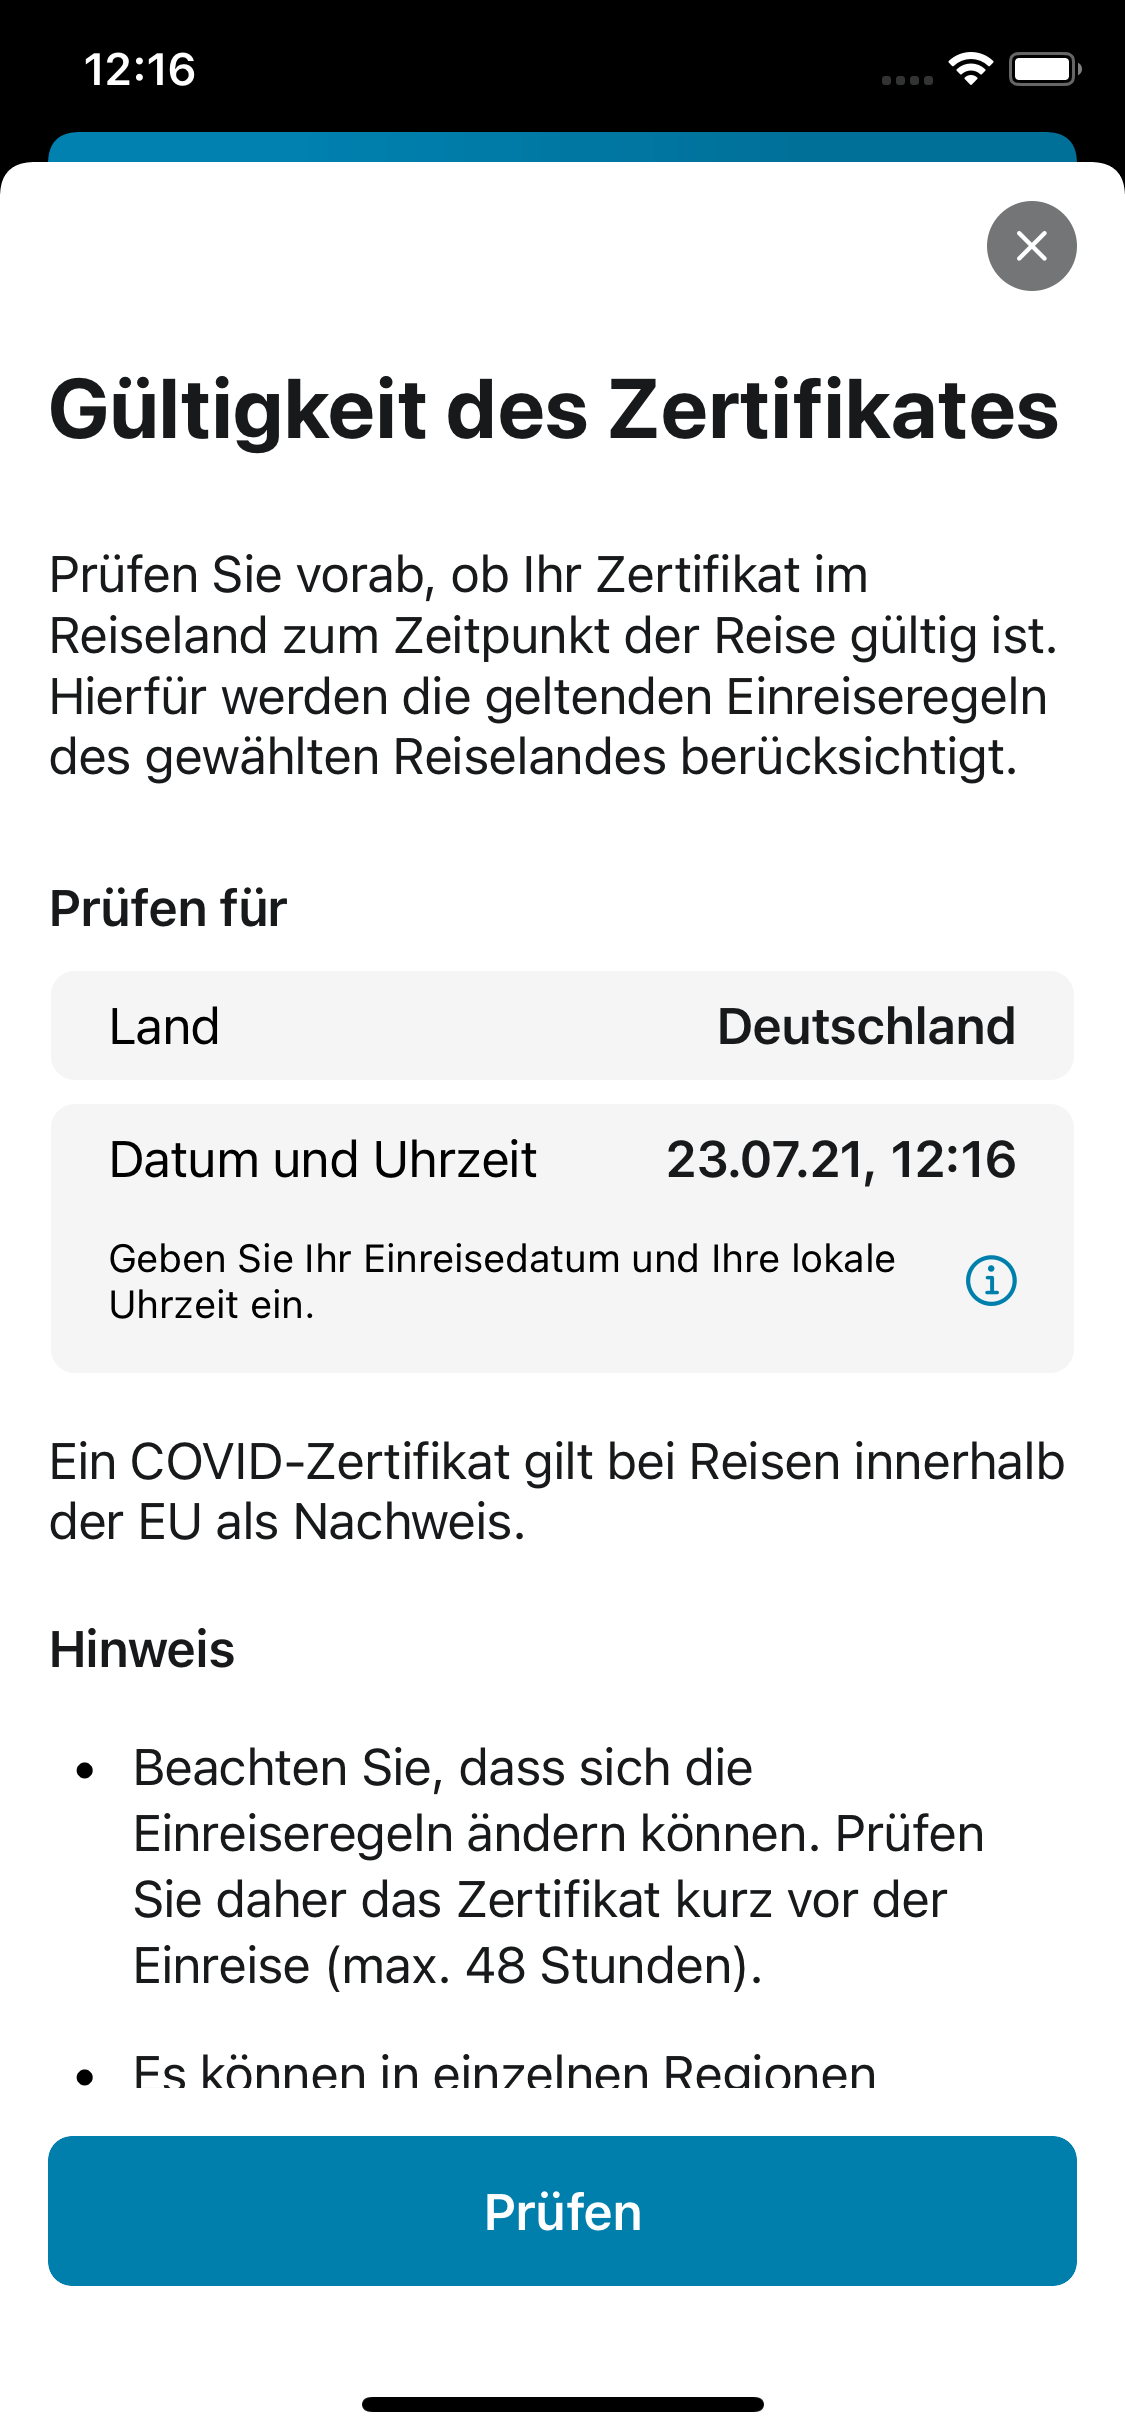 12:16
Gültigkeit des Zertifikates
Prüfen Sie vorab, ob Ihr Zertifikat im
Reiseland zum Zeitpunkt der Reise gültig ist.
Hierfür werden die geltenden Einreiseregeln
des gewählten Reiselandes berücksichtigt.
Prüfen für
Land Deutschland
Datum und Uhrzeit 23.07.21, 12:16
Geben Sie Ihr Einreisedatum und Ihre lokale
Uhrzeit ein.
Ein COVID-Zertifikat gilt bei Reisen innerhalb
der EU als Nachweis.
Hinweis
• Beachten Sie, dass sich die
Einreiseregeln ändern können. Prüfen
Sie daher das Zertifikat kurz vor der
Einreise (max. 48 Stunden).
• Es können in einzelnen Regionen
Prüfen